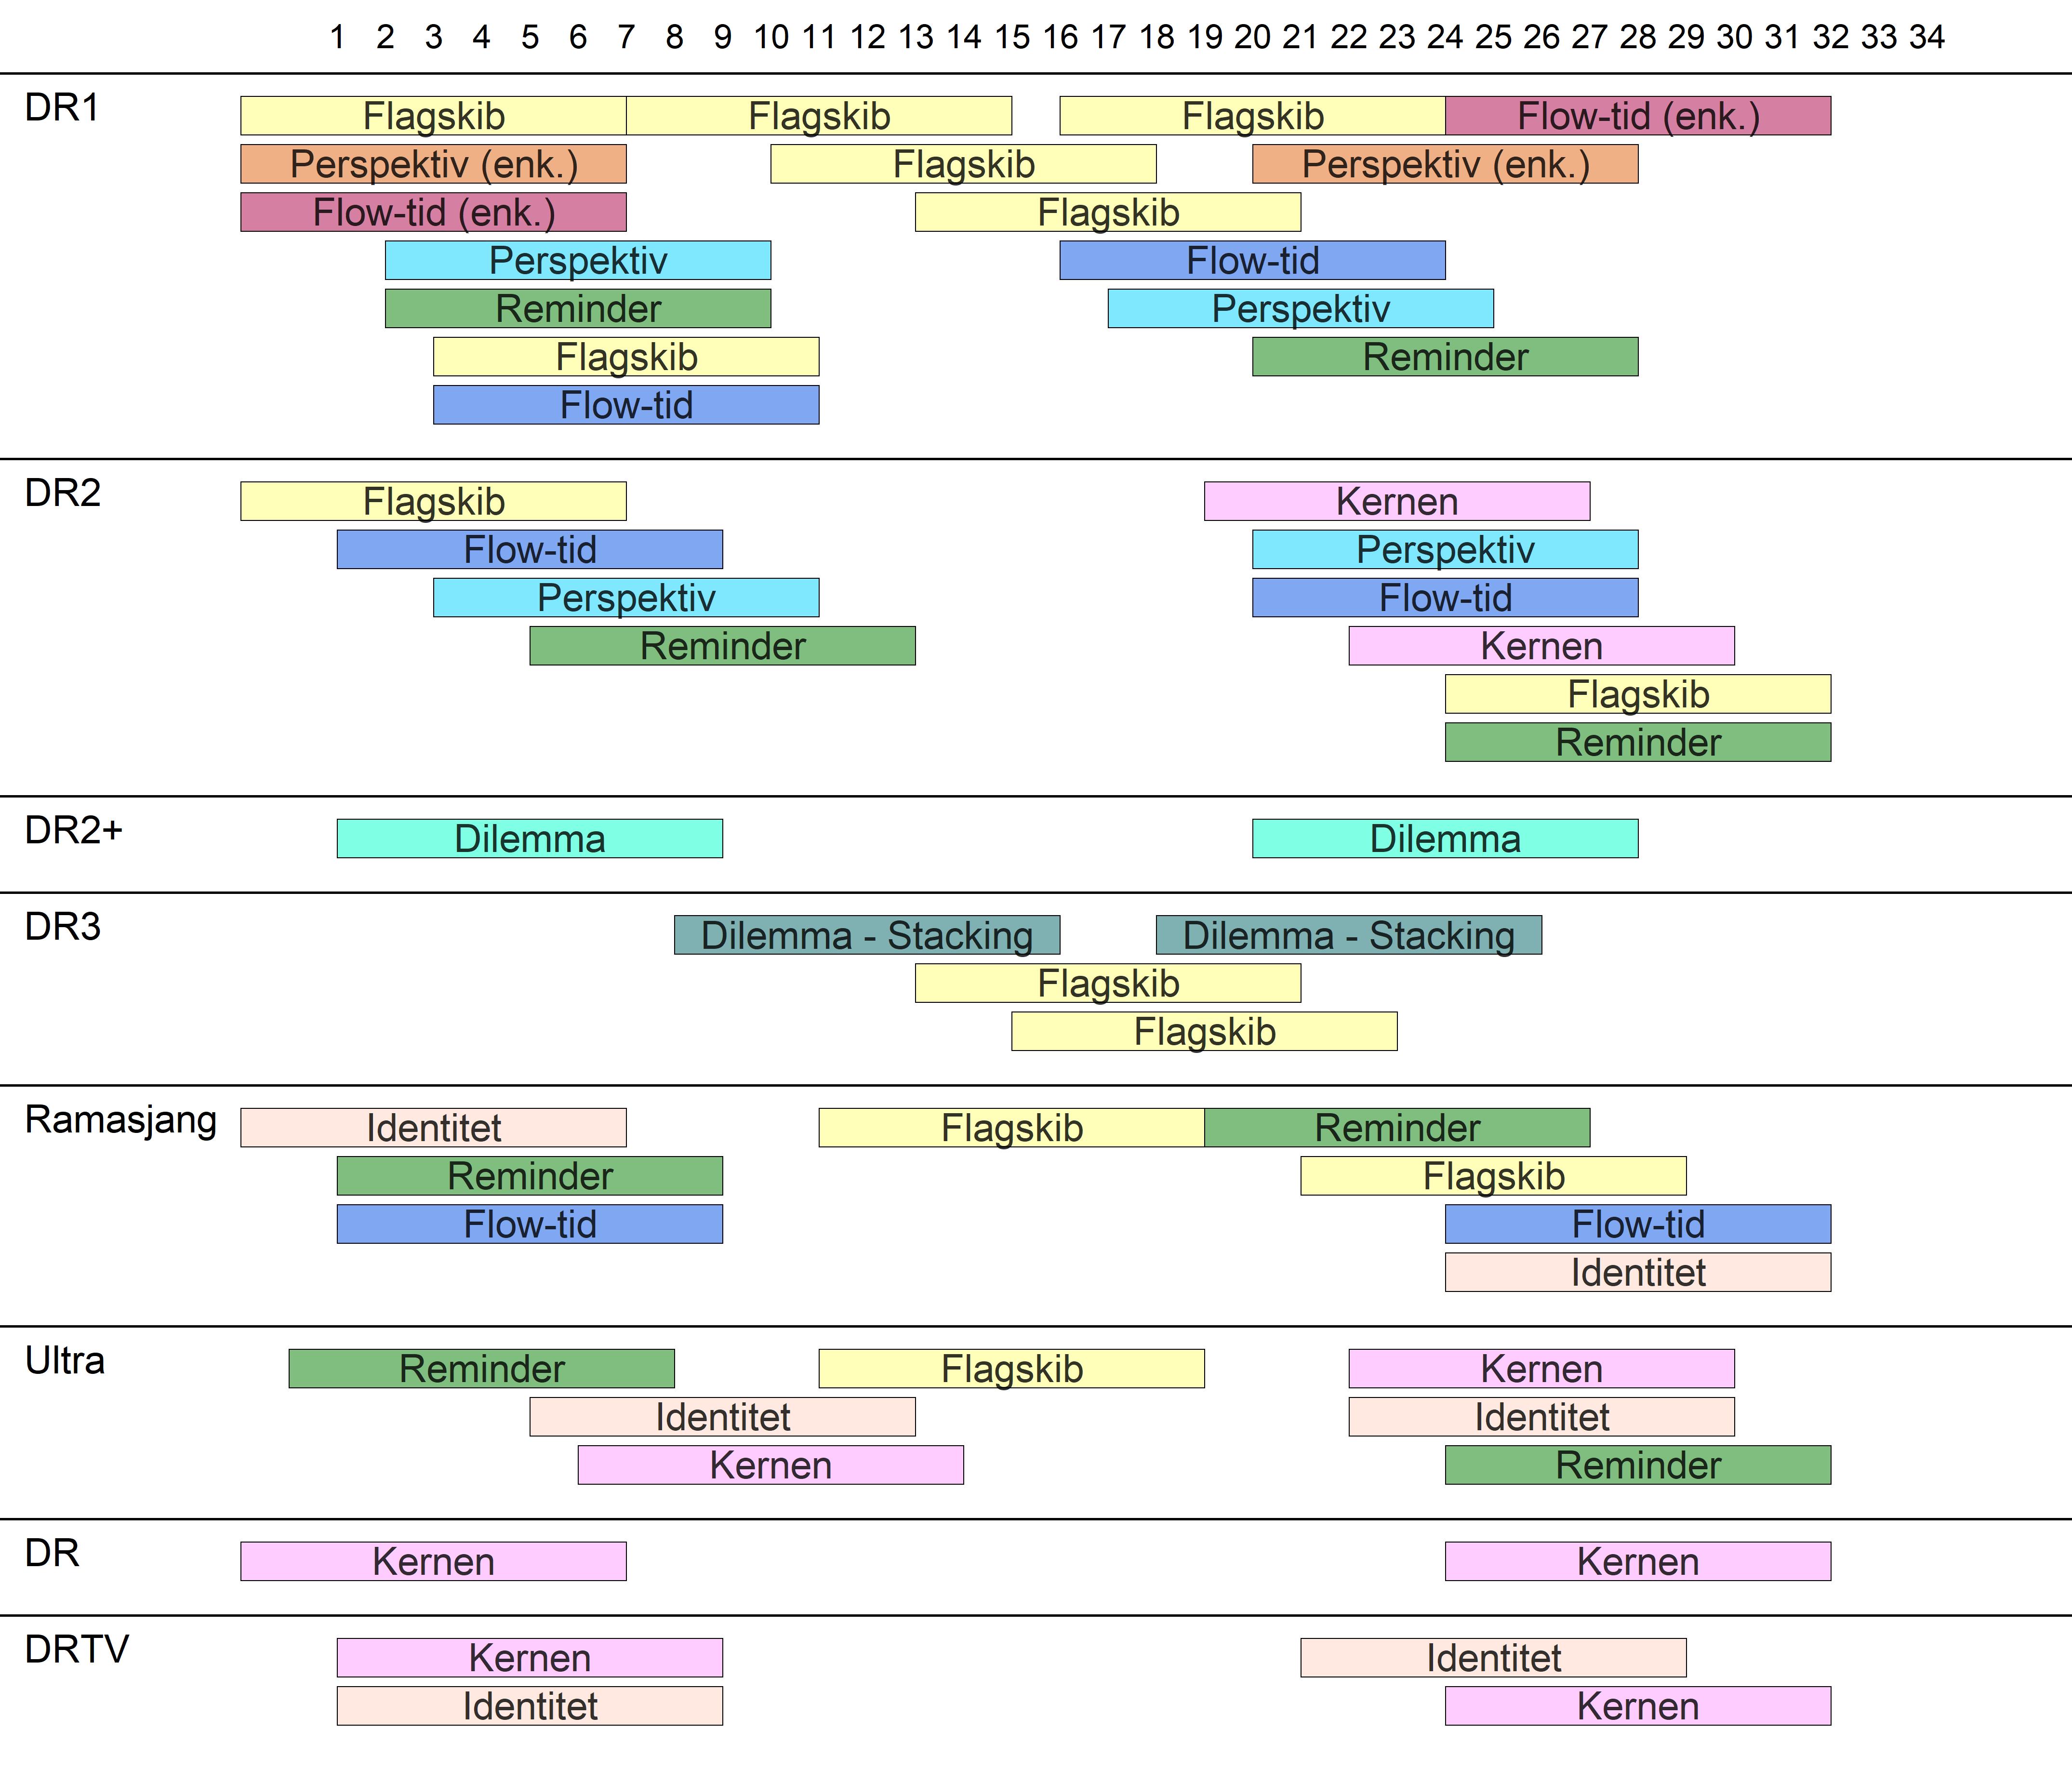 1 2 3 4 5 6 7 8 9 10 11 12 13 14 15 16 17 18 19 20 21 22 23 24 25 26 27 28 29 30 31 32 33 34
DR1 Flagskib Flagskib Flagskib Flow-tid (enk.)
Perspektiv (enk.) Flagskib Perspektiv (enk.)
Flow-tid (enk.) Flagskib
Perspektiv Flow-tid
Reminder Perspektiv
Flagskib Reminder
Flow-tid
DR2 Flagskib Kernen
Flow-tid Perspektiv
Perspektiv Flow-tid
Reminder Kernen
Flagskib
Reminder
DR2+ Dilemma Dilemma
DR3 Dilemma - Stacking Dilemma - Stacking
Flagskib
Flagskib
Ramasjang Identitet Flagskib Reminder
Reminder Flagskib
Flow-tid Flow-tid
Identitet
Ultra Reminder Flagskib Kernen
Identitet Identitet
Kernen Reminder
DR Kernen Kernen
DRTV Kernen Identitet
Identitet Kernen